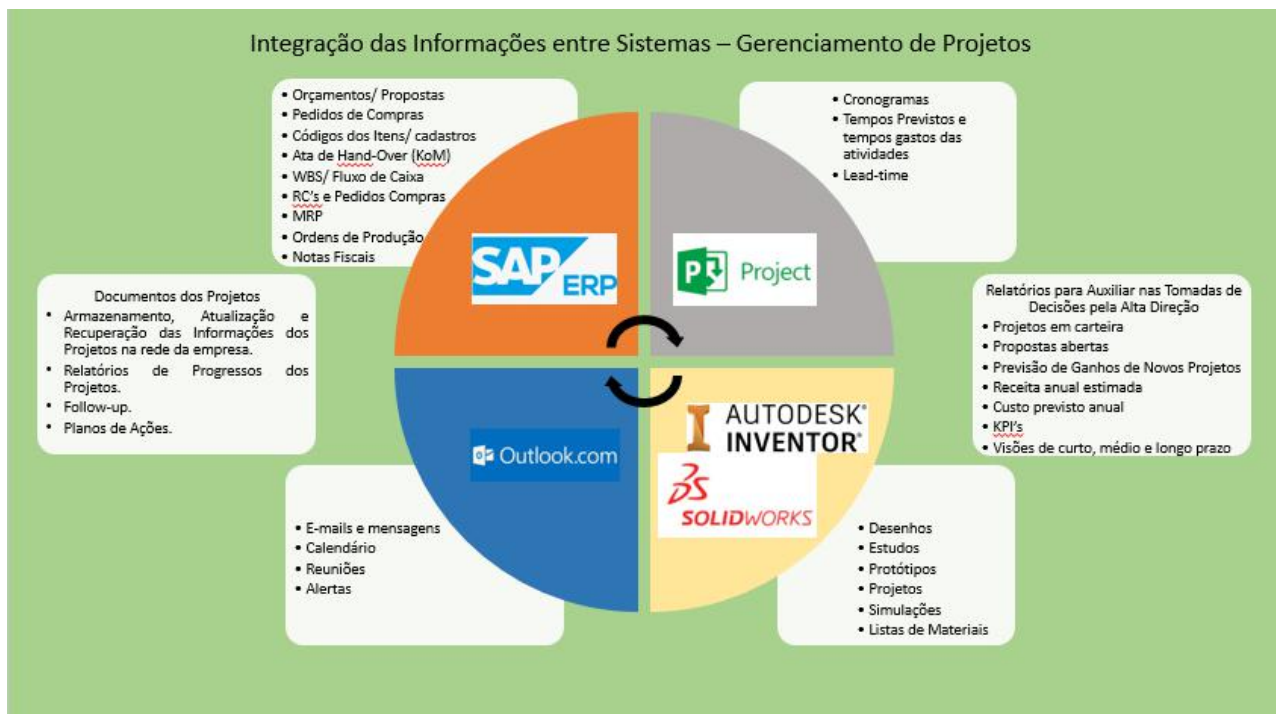 Integração das Informações entre Sistemas – Gerenciamento de Projetos
• Orçamentos/ Propostas
• Pedidos de Compras
• Códigos dos Itens/ cadastros
• Ata de Hand-Over (KoM)
• WBS/ Fluxo de Caixa
• RC's e Pedidos Compras
• MRP
• Ordens de Produção
• Notas Fiscais
• Cronogramas
• Tempos Previstos e
tempos gastos das
atividades
• Lead-time
SAP
ERP
P
Project
Documentos dos Projetos
• Armazenamento, Atualização e
Recuperação das Informações dos
Projetos na rede da empresa.
• Relatórios de Progressos dos
Projetos.
• Follow-up.
• Planos de Ações.
Relatórios para Auxiliar nas Tomadas de
Decisões pela Alta Direção
• Projetos em carteira
• Propostas abertas
• Previsão de Ganhos de Novos Projetos
• Receita anual estimada
• Custo previsto anual
• KPI's
• Visões de curto, médio e longo prazo
Outlook.com
I AUTODESK®
INVENTOR®
DS
SOLIDWORKS
• E-mails e mensagens
• Calendário
• Reuniões
• Alertas
• Desenhos
• Estudos
• Protótipos
• Projetos
• Simulações
• Listas de Materiais